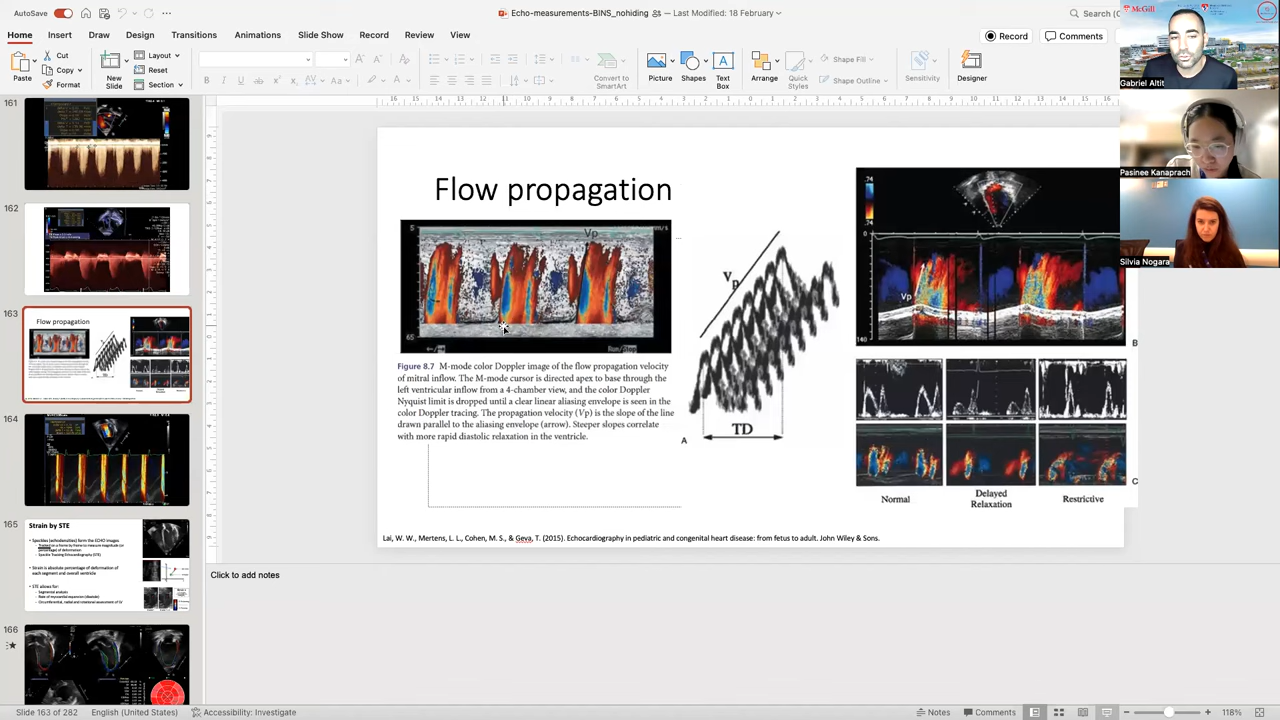 AutoSave
Echo-measurements-BINS_nohiding
— Last Modified: 18 February
Search (C
Home Insert Draw Design Transitions Animations Slide Show Record Review View
Record
Comments
Paste
Cut
Copy
Format
New
Slide
Layout
Reset
Section
Convert to
SmartArt
Picture
Shapes
Text
Box
Arrange
Quick
Styles
Shape Fill
Shape Outline
Sensitivity
Designer
McGill
Gabriel Altit
Pasinee Kanaprach
Silvia Nogara
161
2
163
Flow propagation
164
165
Strain by STE
166
Flow propagation
5
Vp
65
Figure 8.7 M-mode color Doppler image of the flow propagation velocity
of mitral inflow. The M-mode cursor is directed apex to base through the
left ventricular inflow from a 4-chamber view, and the color Doppler
Nyquist limit is dropped until a clear linear aliasing envelope is seen in the
color Doppler tracing. The propagation velocity (Vp) is the slope of the line
drawn parallel to the aliasing envelope (arrow). Steeper slopes correlate
with more rapid diastolic relaxation in the ventricle.
Vp
TD
A
.74
.74
0
Vp
140
B
C
Normal
Delayed
Relaxation
Restrictive
Lai, W. W., Mertens, L. L., Cohen, M. S., & Geva, T. (2015). Echocardiography in pediatric and congenital heart disease: from fetus to adult. John Wiley & Sons.
Click to add notes
Slide 163 of 282
English (United States)
Accessibility: Investigate
Notes
Comments
118%